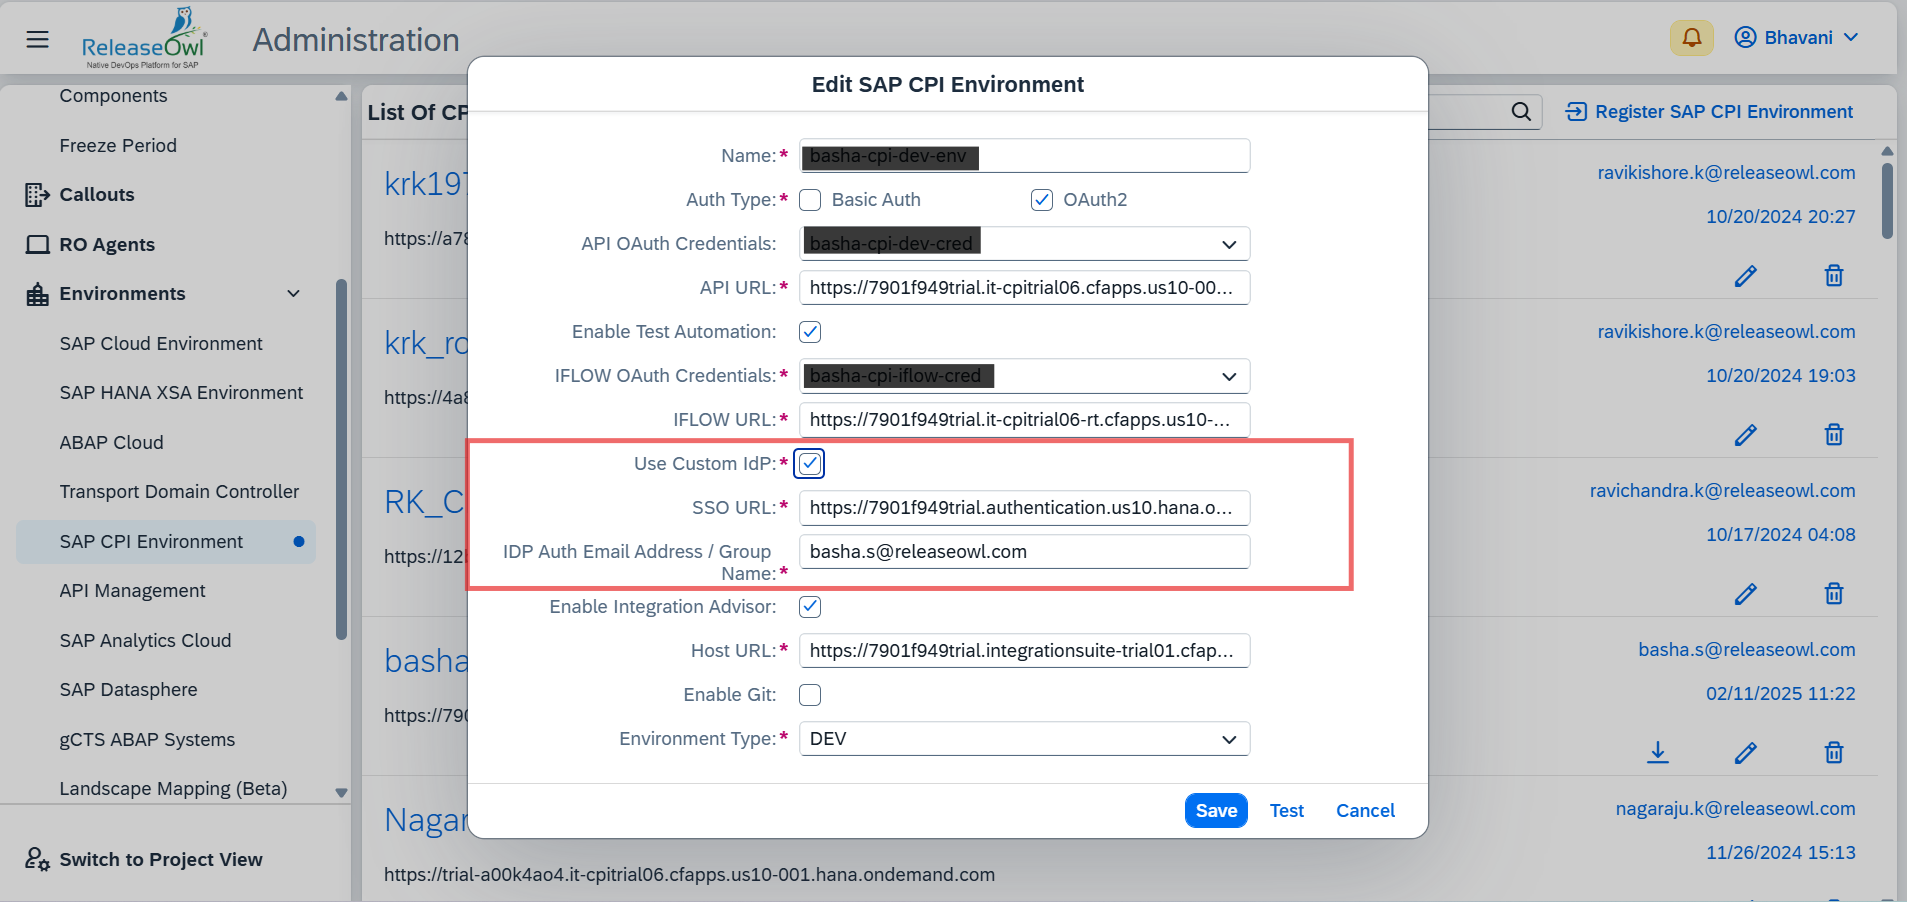 ReleaseOwl
Native DevOps Platform for SAP
Administration
Bhavani
Components
Freeze Period
Callouts
RO Agents
Environments
SAP Cloud Environment
SAP HANA XSA Environment
ABAP Cloud
Transport Domain Controller
SAP CPI Environment
API Management
SAP Analytics Cloud
SAP Datasphere
gCTS ABAP Systems
Landscape Mapping (Beta)
Switch to Project View
List Of CP
Register SAP CPI Environment
krk197
ravikishore.k@releaseowl.com
10/20/2024 20:27
https://a78
krk_ro
ravikishore.k@releaseowl.com
10/20/2024 19:03
https://4a8
RK_C
ravichandra.k@releaseowl.com
10/17/2024 04:08
https://12b
basha
basha.s@releaseowl.com
02/11/2025 11:22
https://790
Nagar
nagaraju.k@releaseowl.com
11/26/2024 15:13
https://trial-a00k4ao4.it-cpitrial06.cfapps.us10-001.hana.ondemand.com
Edit SAP CPI Environment
Name:* basha-cpi-dev-env
Auth Type:* Basic Auth OAuth2
API OAuth Credentials: basha-cpi-dev-cred
API URL:* https://7901f949trial.it-cpitrial06.cfapps.us10-00...
Enable Test Automation:
IFLOW OAuth Credentials:* basha-cpi-iflow-cred
IFLOW URL:* https://7901f949trial.it-cpitrial06-rt.cfapps.us10-...
Use Custom IdP:*
SSO URL:* https://7901f949trial.authentication.us10.hana.o...
IDP Auth Email Address / Group
Name:* basha.s@releaseowl.com
Enable Integration Advisor:
Host URL:* https://7901f949trial.integrationsuite-trial01.cfap...
Enable Git:
Environment Type:* DEV
Save Test Cancel